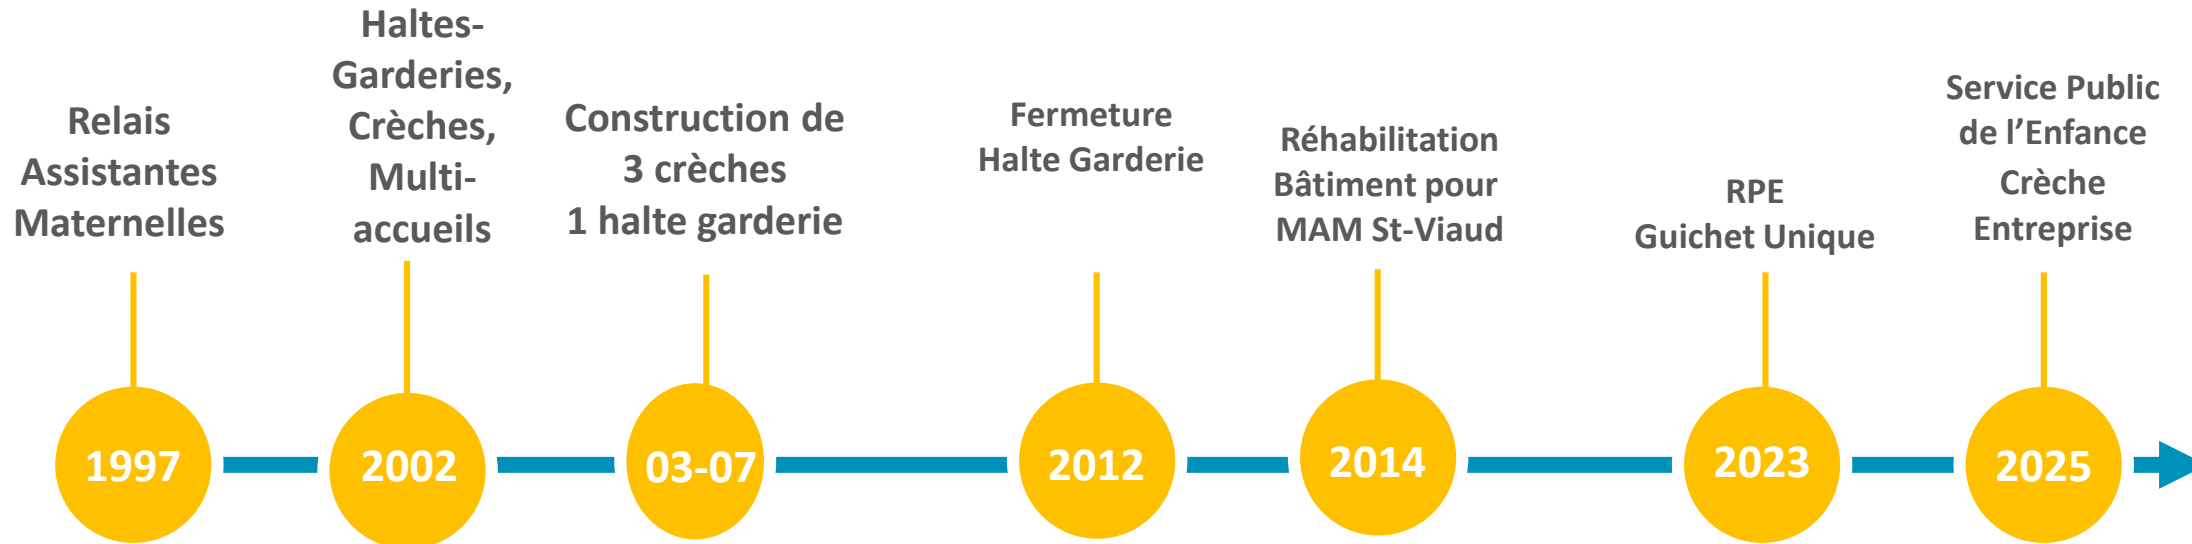 Relais
Assistantes
Maternelles
Haltes-
Garderies,
Crèches,
Multi-
accueils
Construction de
3 crèches
1 halte garderie
Fermeture
Halte Garderie
Réhabilitation
Bâtiment pour
MAM St-Viaud
RPE
Guichet Unique
Service Public
de l’Enfance
Crèche
Entreprise
1997
2002
03-07
2012
2014
2023
2025